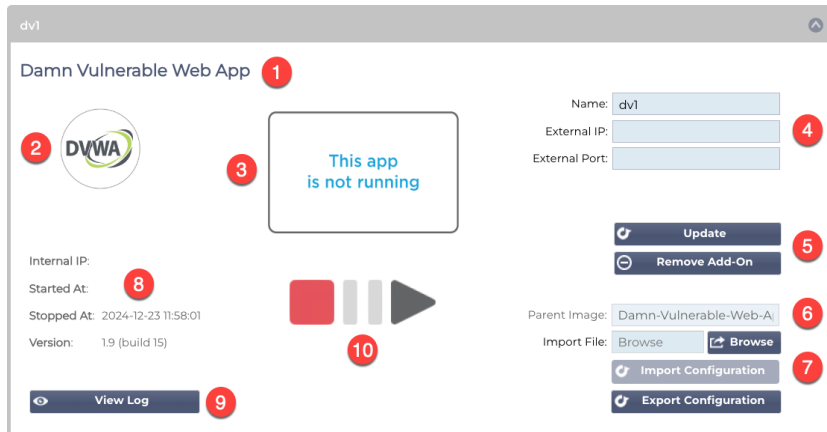 dv1
Damn Vulnerable Web App 1
2 DVWA
3 This app
is not running
Name: dv1 4
External IP:
External Port:
Update 5
Remove Add-On
Internal IP:
Started At: 8
Stopped At: 2024-12-23 11:58:01
Version: 1.9 (build 15)
10
Parent Image: Damn-Vulnerable-Web-A 6
Import File: Browse Browse
Import Configuration 7
Export Configuration
View Log 9